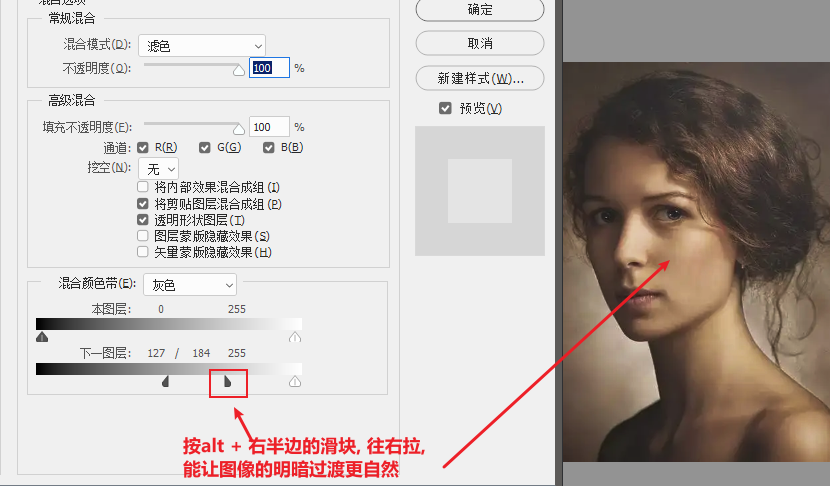 混合选项
常规混合
混合模式(D): 滤色
不透明度(O): 100 %
高级混合
填充不透明度(E): 100 %
通道: R(R) G(G) B(B)
挖空(N): 无
将内部效果混合成组(I)
将剪贴图层混合成组(P)
透明形状图层(T)
图层蒙版隐藏效果(S)
矢量蒙版隐藏效果(H)
混合颜色带(E): 灰色
本图层: 0 255
下一图层: 127 / 184 255
确定
取消
新建样式(W)...
预览(V)
按alt + 右半边的滑块, 往右拉,
能让图像的明暗过渡更自然